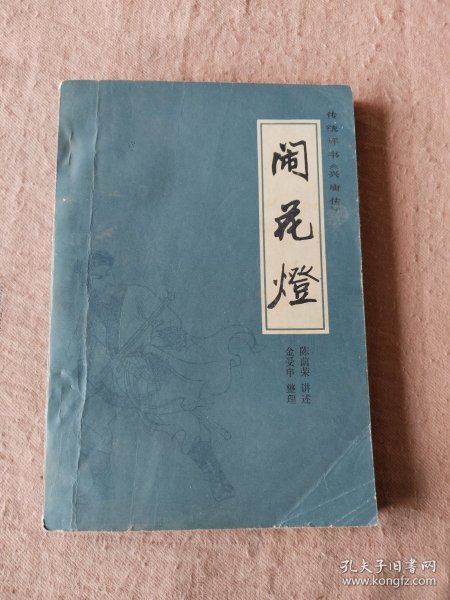 传统评书《兴唐传》
闹花燈
陈荫荣 讲述
金受申 整理
孔夫子旧书网
www.kongfz.com